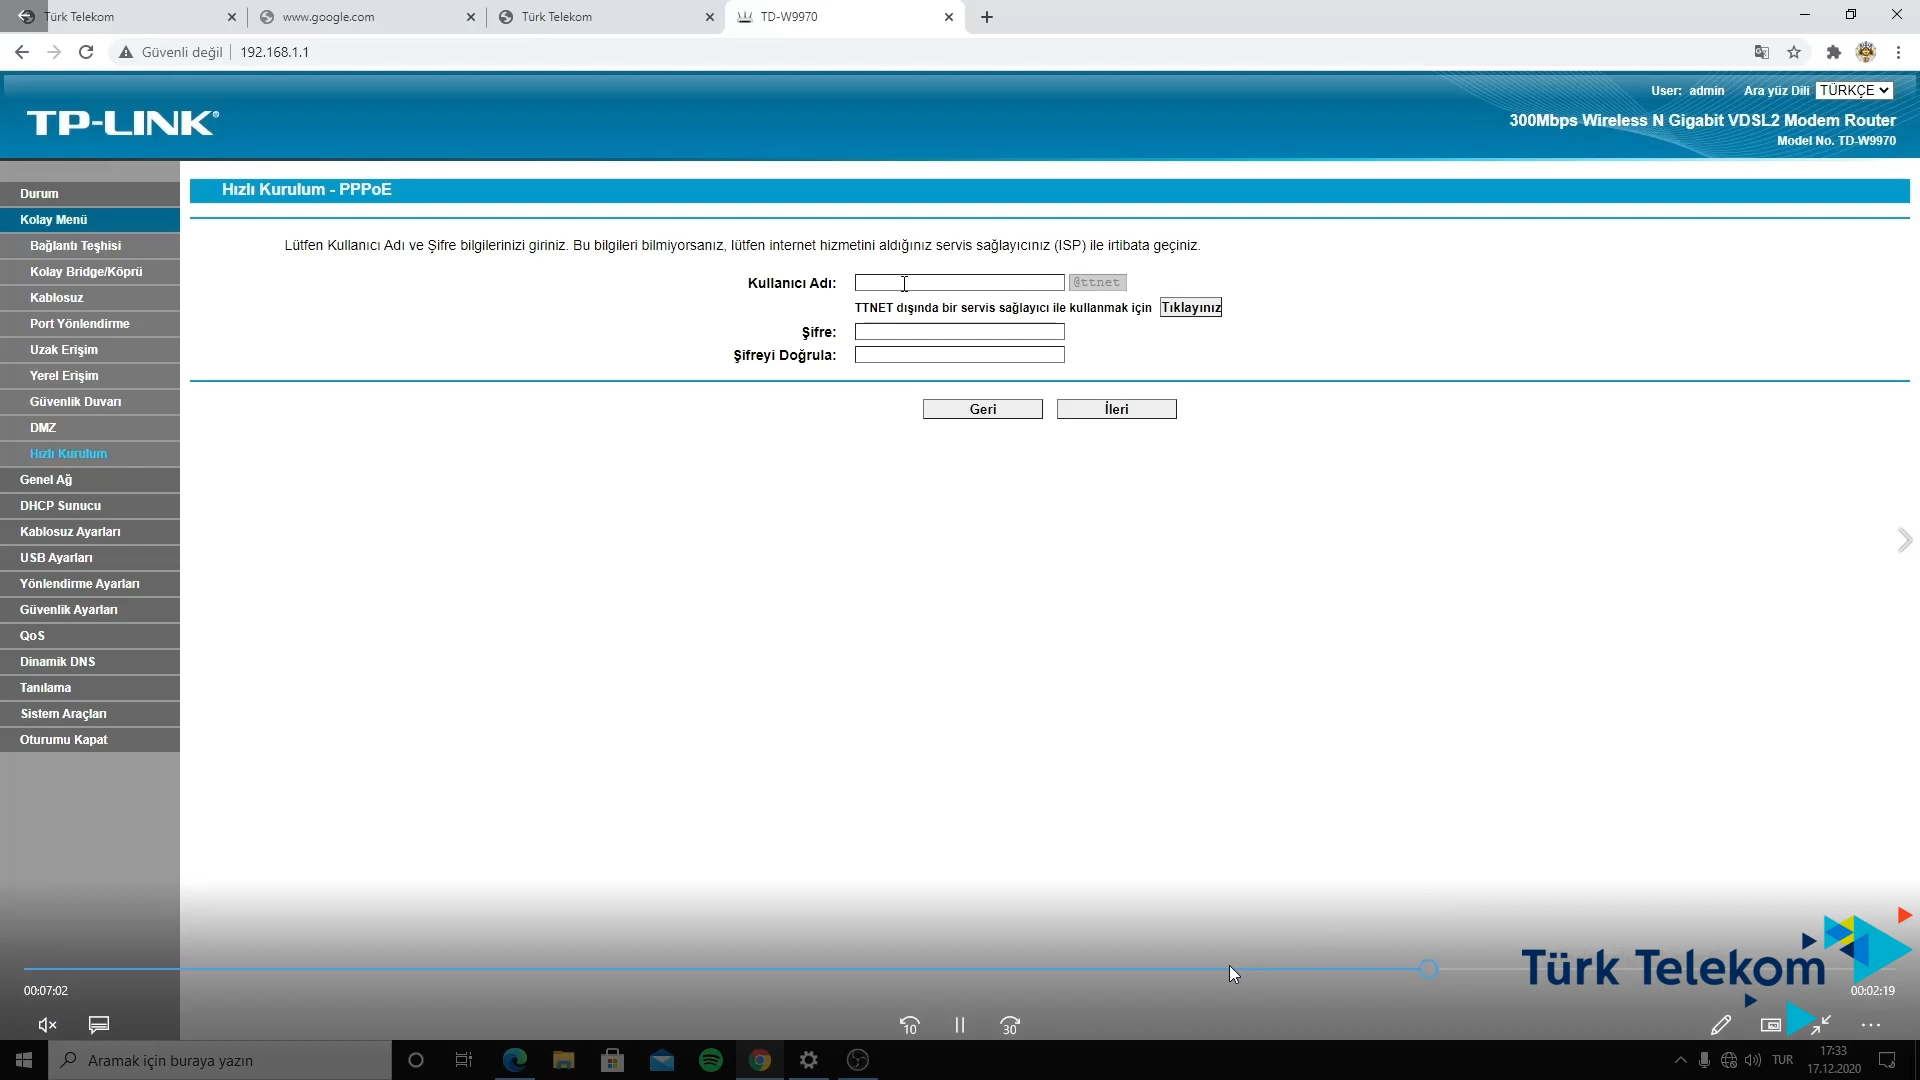 Türk Telekom
www.google.com
Türk Telekom
TD-W9970
Güvenli değil
192.168.1.1
User: admin
Ara yüz Dili
TÜRKÇE
TP-LINK®
300Mbps Wireless N Gigabit VDSL2 Modem Router
Model No. TD-W9970
Durum
Kolay Menü
Bağlantı Teşhisi
Kolay Bridge/Köprü
Kablosuz
Port Yönlendirme
Uzak Erişim
Yerel Erişim
Güvenlik Duvarı
DMZ
Hızlı Kurulum
Genel Ağ
DHCP Sunucu
Kablosuz Ayarları
USB Ayarları
Yönlendirme Ayarları
Güvenlik Ayarları
QoS
Dinamik DNS
Tanılama
Sistem Araçları
Oturumu Kapat
Hızlı Kurulum - PPPoE
Lütfen Kullanıcı Adı ve Şifre bilgilerinizi giriniz. Bu bilgileri bilmiyorsanız, lütfen internet hizmetini aldığınız servis sağlayıcınız (ISP) ile irtibata geçiniz.
Kullanıcı Adı:
@ttnet
TTNET dışında bir servis sağlayıcı ile kullanmak için Tıklayınız
Şifre:
Şifreyi Doğrula:
Geri
İleri
Türk Telekom
00:07:02
00:02:19
10
30
Aramak için buraya yazın
TUR
17:33
17.12.2020